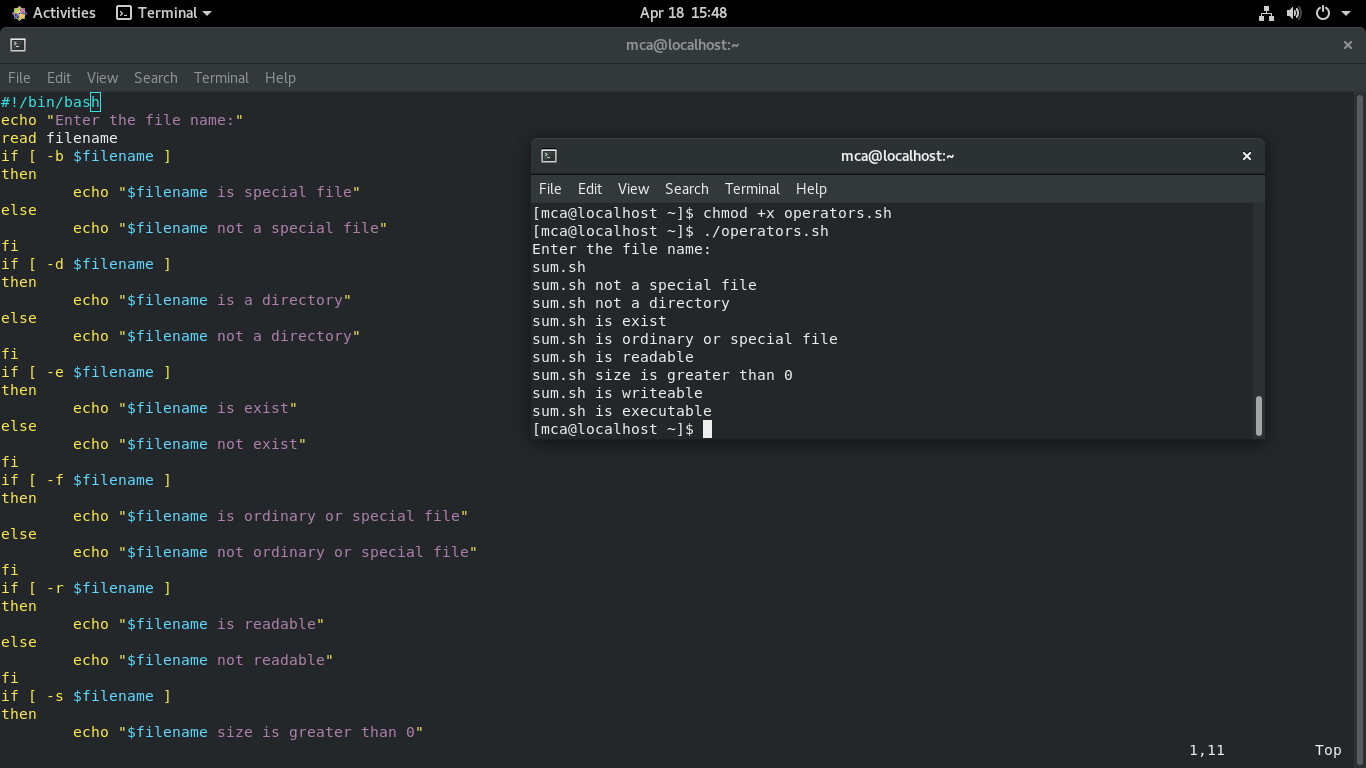 Activities Terminal Apr 18 15:48
mca@localhost:~
File Edit View Search Terminal Help
#!/bin/bash
echo "Enter the file name:"
read filename
if [ -b $filename ]
then
echo "$filename is special file"
else
echo "$filename not a special file"
fi
if [ -d $filename ]
then
echo "$filename is a directory"
else
echo "$filename not a directory"
fi
if [ -e $filename ]
then
echo "$filename is exist"
else
echo "$filename not exist"
fi
if [ -f $filename ]
then
echo "$filename is ordinary or special file"
else
echo "$filename not ordinary or special file"
fi
if [ -r $filename ]
then
echo "$filename is readable"
else
echo "$filename not readable"
fi
if [ -s $filename ]
then
echo "$filename size is greater than 0"
1,11 Top
mca@localhost:~
File Edit View Search Terminal Help
[mca@localhost ~]$ chmod +x operators.sh
[mca@localhost ~]$ ./operators.sh
Enter the file name:
sum.sh
sum.sh not a special file
sum.sh not a directory
sum.sh is exist
sum.sh is ordinary or special file
sum.sh is readable
sum.sh size is greater than 0
sum.sh is writeable
sum.sh is executable
[mca@localhost ~]$